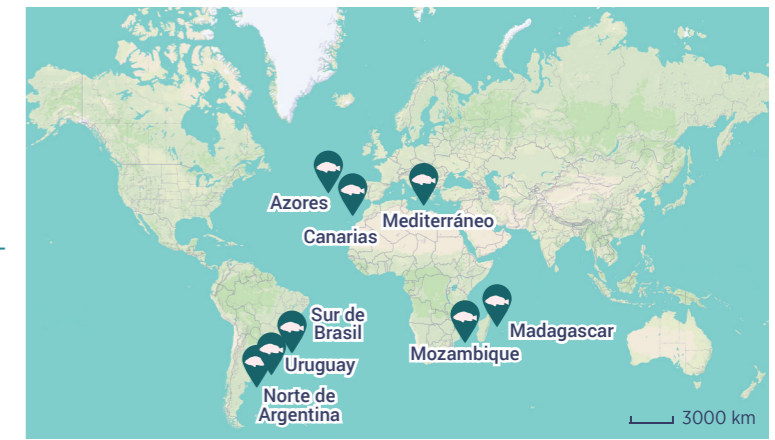 Azores
Canarias
Mediterráneo
Sur de
Brasil
Uruguay
Norte de
Argentina
Madagascar
Mozambique
3000 km